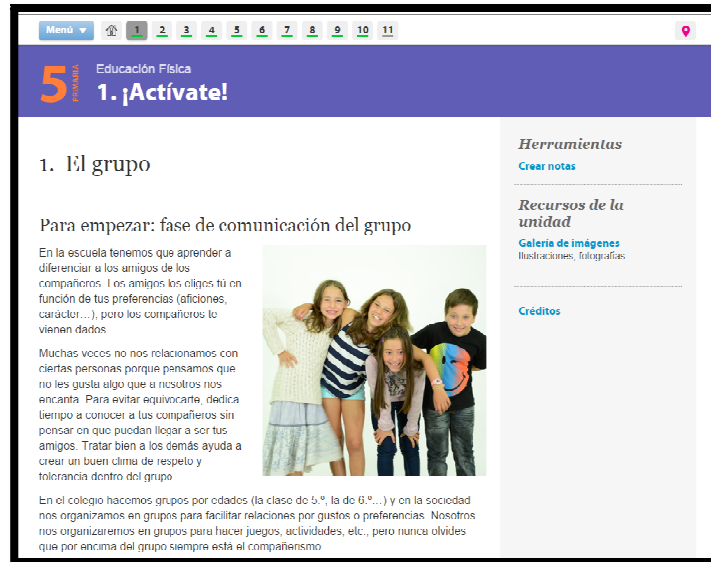 Menú
1 2 3 4 5 6 7 8 9 10 11
5
PRIMARIA
Educación Física
1. ¡Actívate!
1. El grupo
Para empezar: fase de comunicación del grupo
En la escuela tenemos que aprender a
diferenciar a los amigos de los
compañeros. Los amigos los eliges tú en
función de tus preferencias (aficiones,
carácter…), pero los compañeros te
vienen dados.
Muchas veces no nos relacionamos con
ciertas personas porque pensamos que
no les gusta algo que a nosotros nos
encanta. Para evitar equivocarte, dedica
tiempo a conocer a tus compañeros sin
pensar en que puedan llegar a ser tus
amigos. Tratar bien a los demás ayuda a
crear un buen clima de respeto y
tolerancia dentro del grupo.
En el colegio hacemos grupos por edades (la clase de 5.º, la de 6.º…) y en la sociedad
nos organizamos en grupos para facilitar relaciones por gustos o preferencias. Nosotros
nos organizaremos en grupos para hacer juegos, actividades, etc., pero nunca olvides
que por encima del grupo siempre está el compañerismo.
Herramientas
Crear notas
Recursos de la
unidad
Galería de imágenes
Ilustraciones, fotografías
Créditos